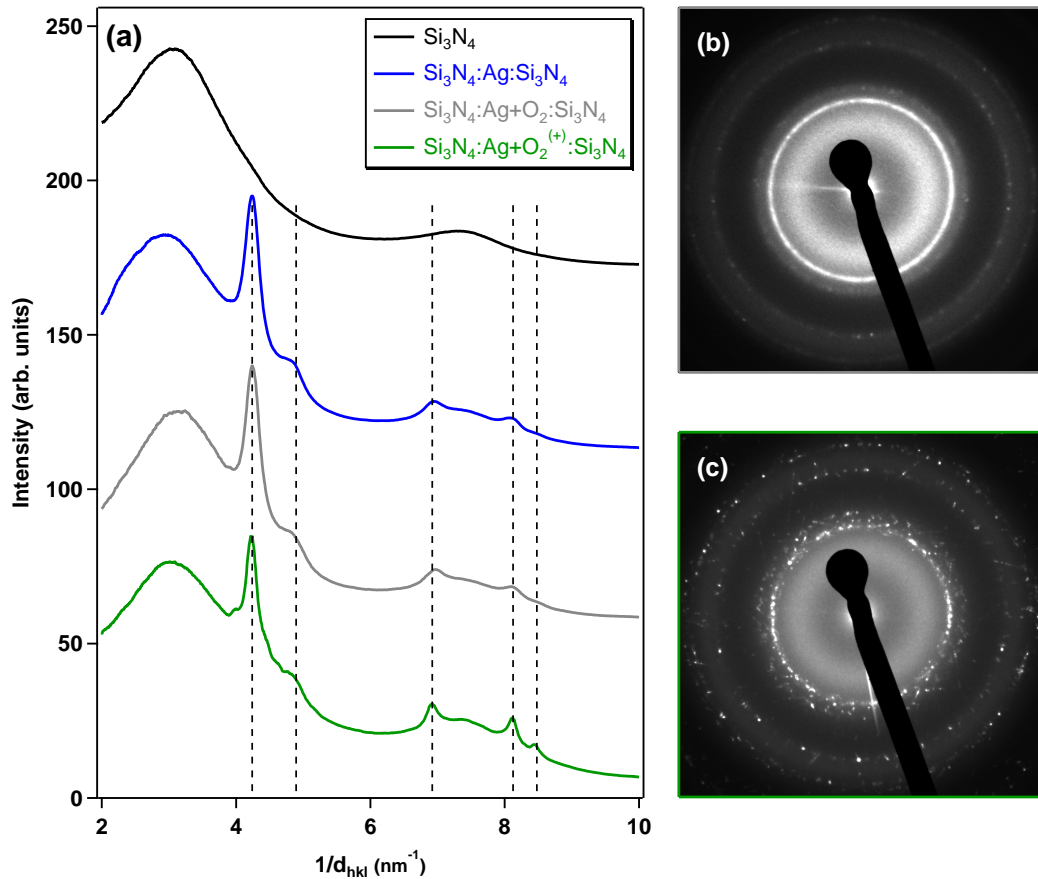 (a)
Si₃N₄
Si₃N₄:Ag:Si₃N₄
Si₃N₄:Ag+O₂:Si₃N₄
Si₃N₄:Ag+O₂⁽⁺⁾:Si₃N₄
250
200
150
100
50
0
Intensity (arb. units)
2 4 6 8 10
1/dₕₖₗ (nm⁻¹)
(b)
(c)